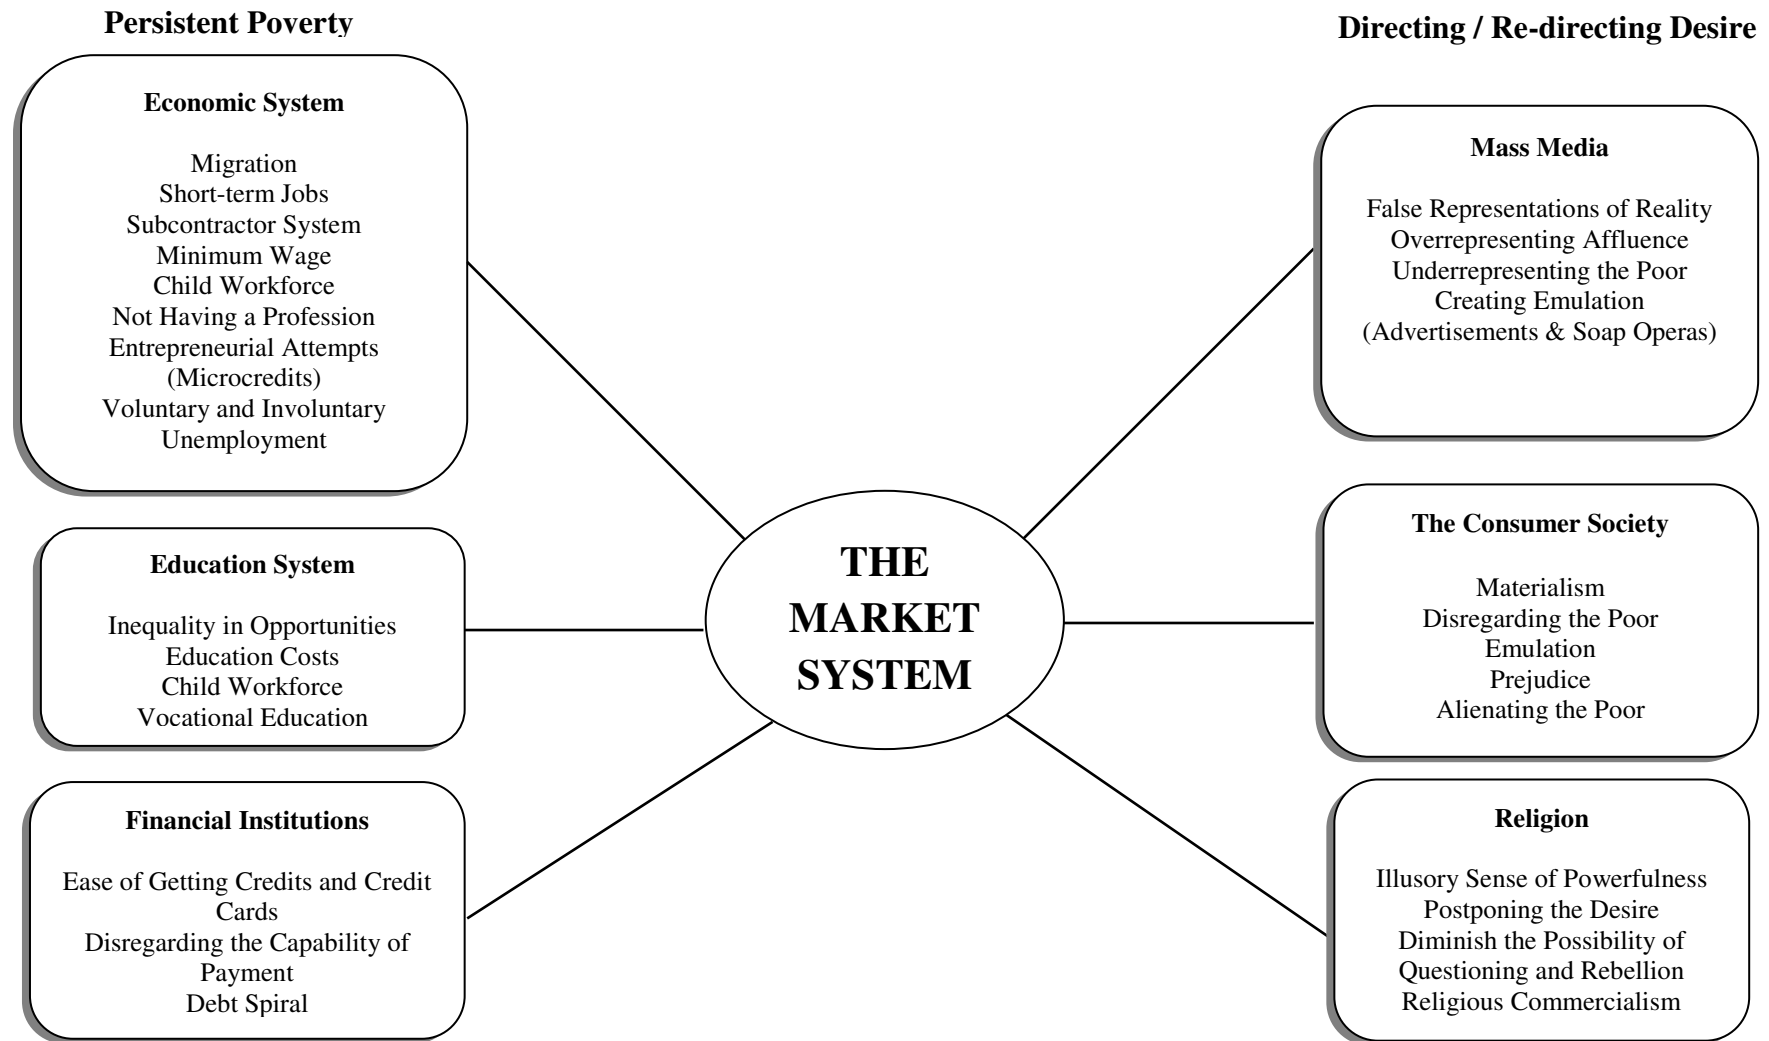 Persistent Poverty
Economic System
Migration
Short-term Jobs
Subcontractor System
Minimum Wage
Child Workforce
Not Having a Profession
Entrepreneurial Attempts
(Microcredits)
Voluntary and Involuntary
Unemployment
Education System
Inequality in Opportunities
Education Costs
Child Workforce
Vocational Education
Financial Institutions
Ease of Getting Credits and Credit
Cards
Disregarding the Capability of
Payment
Debt Spiral
THE
MARKET
SYSTEM
Directing / Re-directing Desire
Mass Media
False Representations of Reality
Overrepresenting Affluence
Underrepresenting the Poor
Creating Emulation
(Advertisements & Soap Operas)
The Consumer Society
Materialism
Disregarding the Poor
Emulation
Prejudice
Alienating the Poor
Religion
Illusory Sense of Powerfulness
Postponing the Desire
Diminish the Possibility of
Questioning and Rebellion
Religious Commercialism